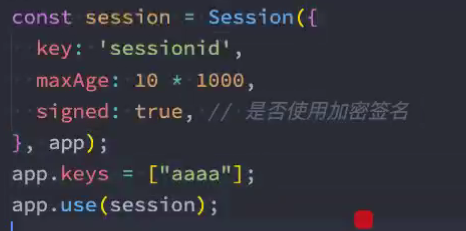 const session = Session({
  key: 'sessionid',
  maxAge: 10 * 1000,
  signed: true, // 是否使用加密签名
}, app);
app.keys = ["aaaa"];
app.use(session);